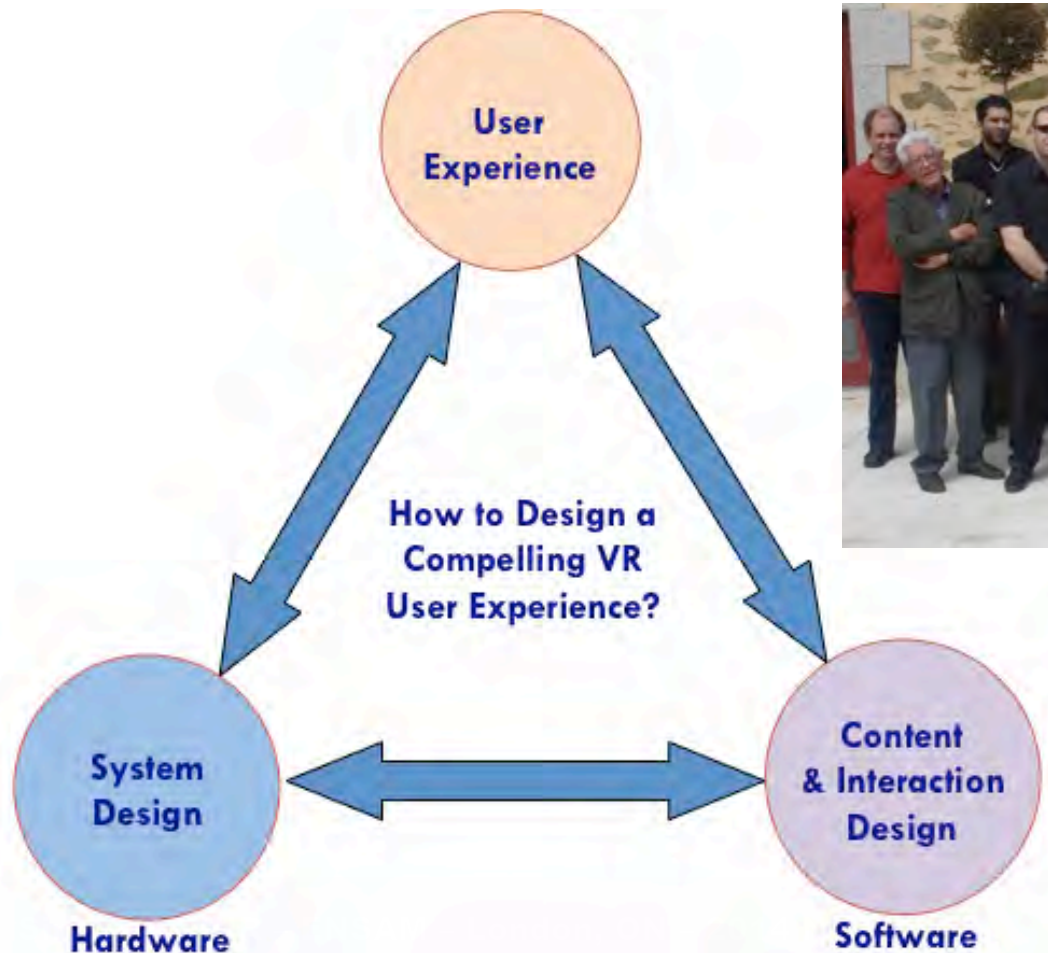 User
Experience
How to Design a
Compelling VR
User Experience?
System
Design
Content
& Interaction
Design
Hardware
Software